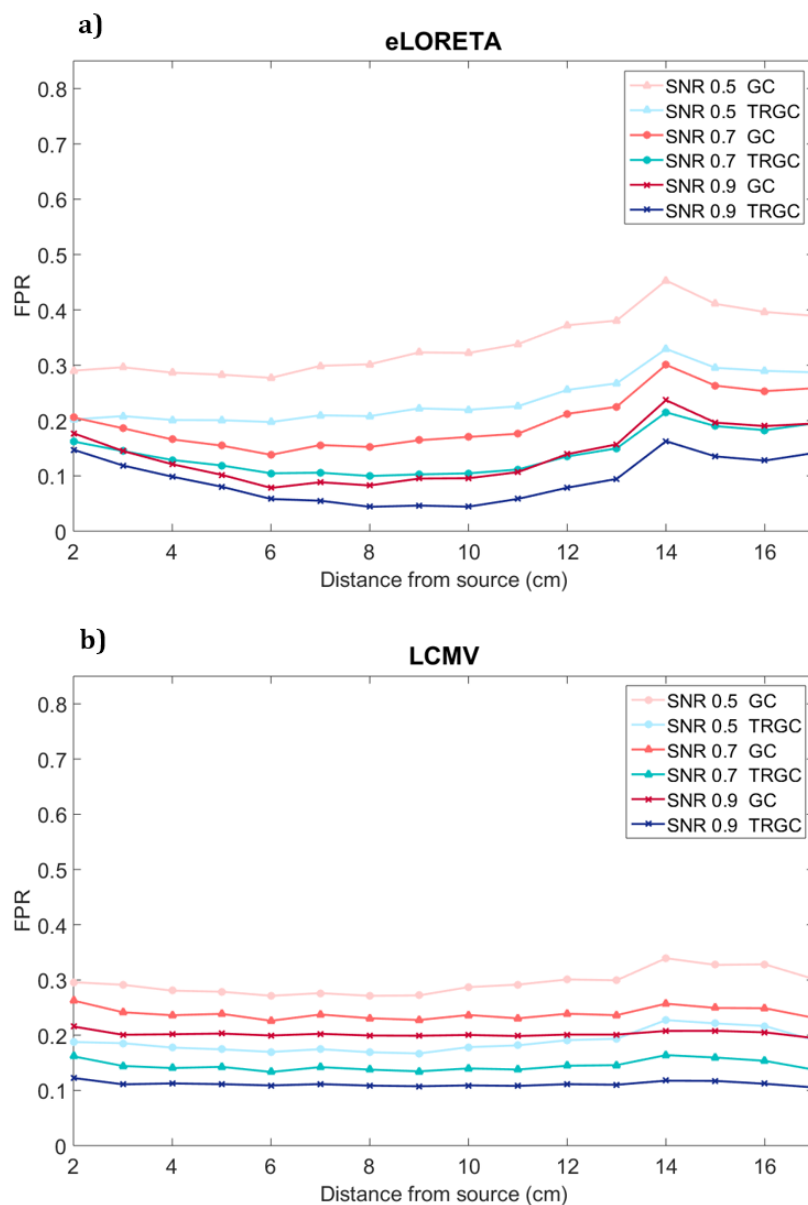 a)
eLORETA
SNR 0.5 GC
SNR 0.5 TRGC
SNR 0.7 GC
SNR 0.7 TRGC
SNR 0.9 GC
SNR 0.9 TRGC
0.8
0.7
0.6
0.5
0.4
0.3
0.2
0.1
0
FPR
2 4 6 8 10 12 14 16
Distance from source (cm)
b)
LCMV
SNR 0.5 GC
SNR 0.5 TRGC
SNR 0.7 GC
SNR 0.7 TRGC
SNR 0.9 GC
SNR 0.9 TRGC
0.8
0.7
0.6
0.5
0.4
0.3
0.2
0.1
0
FPR
2 4 6 8 10 12 14 16
Distance from source (cm)